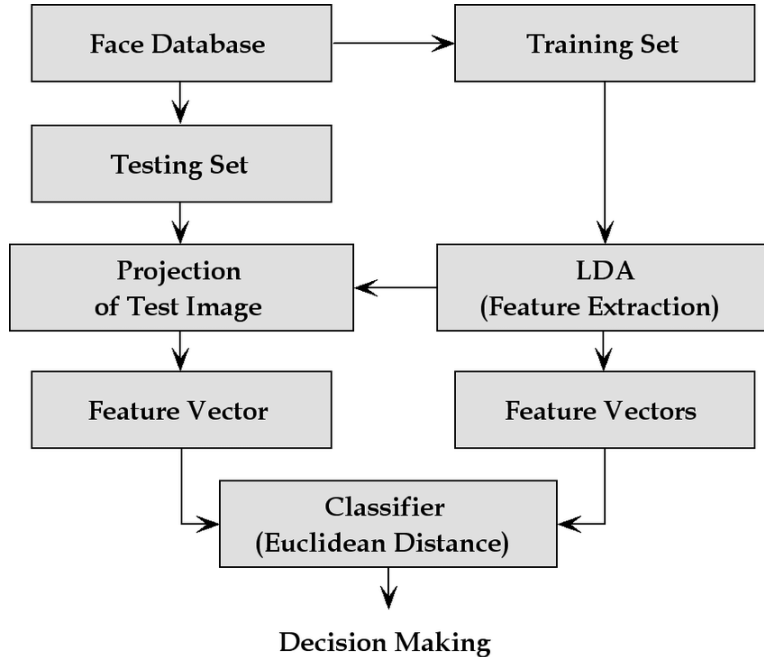 Face Database
Training Set
Testing Set
Projection
of Test Image
LDA
(Feature Extraction)
Feature Vector
Feature Vectors
Classifier
(Euclidean Distance)
Decision Making